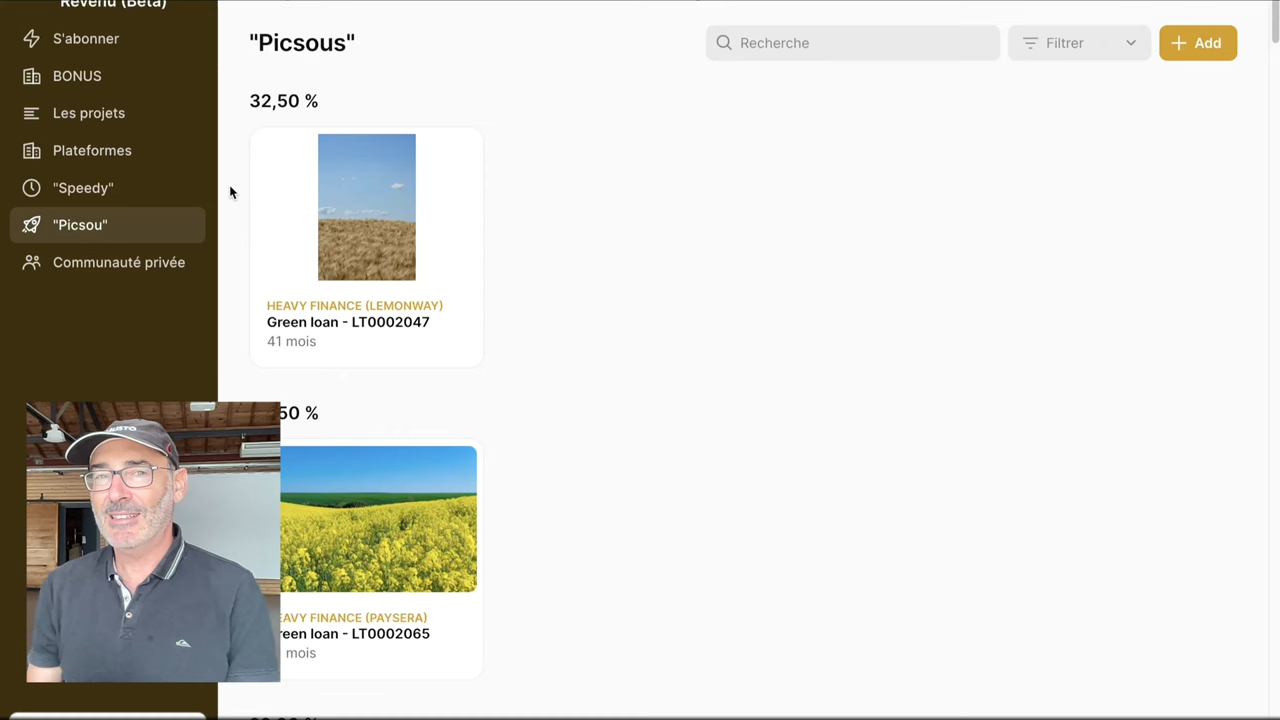 Revenu (Beta)
S'abonner
BONUS
Les projets
Plateformes
"Speedy"
"Picsou"
Communauté privée
"Picsous"
Recherche
Filtrer
Add
32,50 %
HEAVY FINANCE (LEMONWAY)
Green loan - LT0002047
41 mois
50 %
EAVY FINANCE (PAYSERA)
reen loan - LT0002065
mois